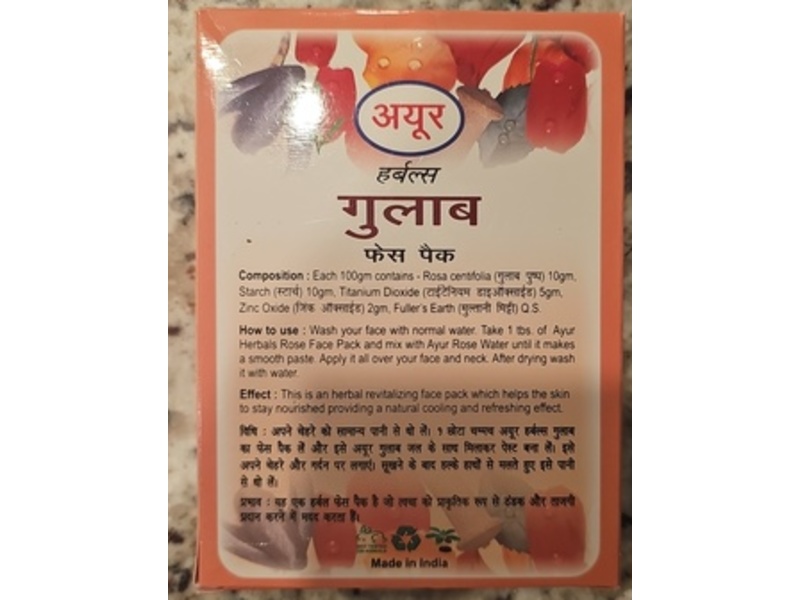 अयूर
हर्बल्स
गुलाब
फेस पैक
Composition : Each 100gm contains - Rosa centifolia (गुलाब पुष्प) 10gm,
Starch (स्टार्च) 10gm, Titanium Dioxide (टाईटेनियम डाइऑक्साईड) 5gm,
Zinc Oxide (जिंक ऑक्साईड) 2gm, Fuller's Earth (मुल्तानी मिट्टी) Q.S.
How to use : Wash your face with normal water. Take 1 tbs. of Ayur
Herbals Rose Face Pack and mix with Ayur Rose Water until it makes
a smooth paste. Apply it all over your face and neck. After drying wash
it with water.
Effect : This is an herbal revitalizing face pack which helps the skin
to stay nourished providing a natural cooling and refreshing effect.
विधि : अपने चेहरे को सामान्य पानी से धो लें। १ छोटा चम्मच अयूर हर्बल्स गुलाब
का फेस पैक लें और इसे अयूर गुलाब जल के साथ मिलाकर पेस्ट बना लें। इसे
अपने चेहरे और गर्दन पर लगाएं। सूखने के बाद हल्के हाथों से मलते हुए इसे पानी
से धो लें।
प्रभाव : यह एक हर्बल फेस पैक है जो त्वचा को प्राकृतिक रूप से ठंडक और ताजगी
प्रदान करने में मदद करता है।
Made in India